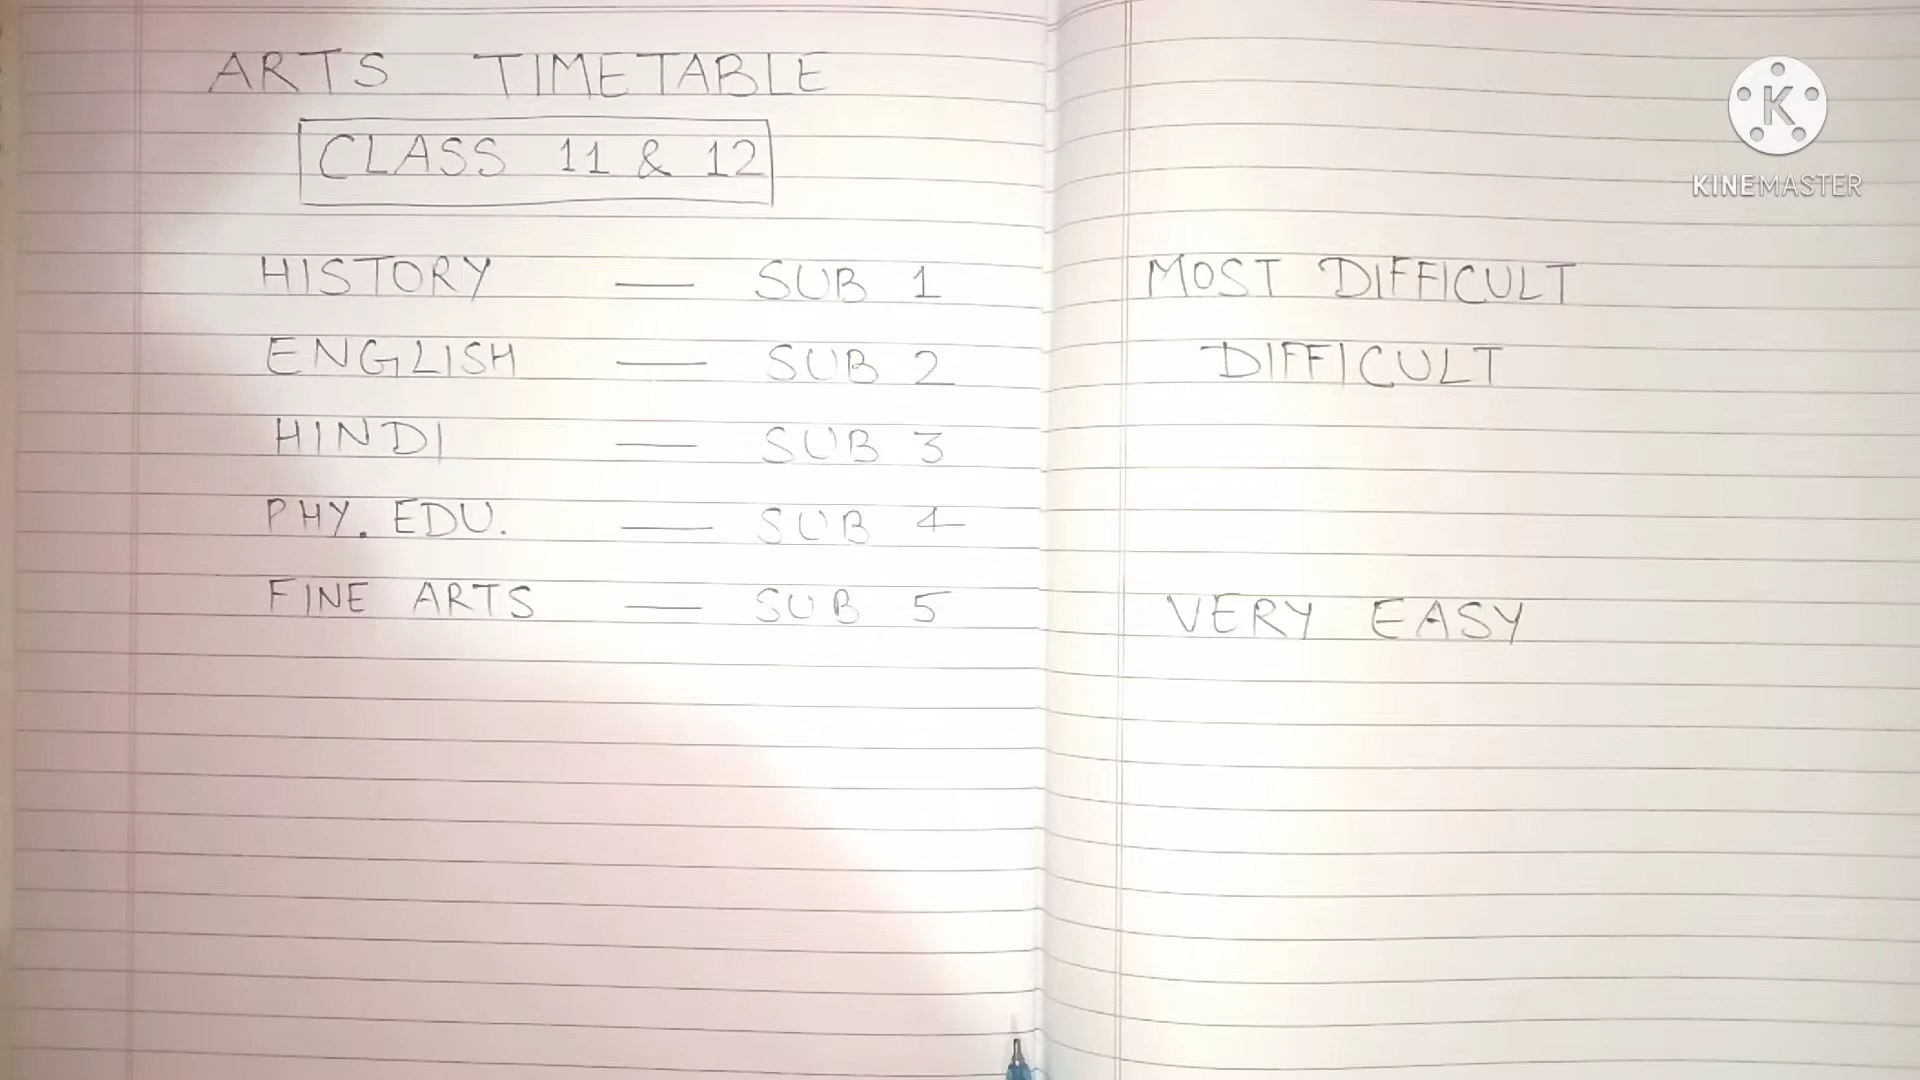 ARTS TIMETABLE
CLASS 11 & 12
HISTORY — SUB 1 MOST DIFFICULT
ENGLISH — SUB 2 DIFFICULT
HINDI — SUB 3
PHY. EDU. — SUB 4
FINE ARTS — SUB 5 VERY EASY
K
KINEMASTER